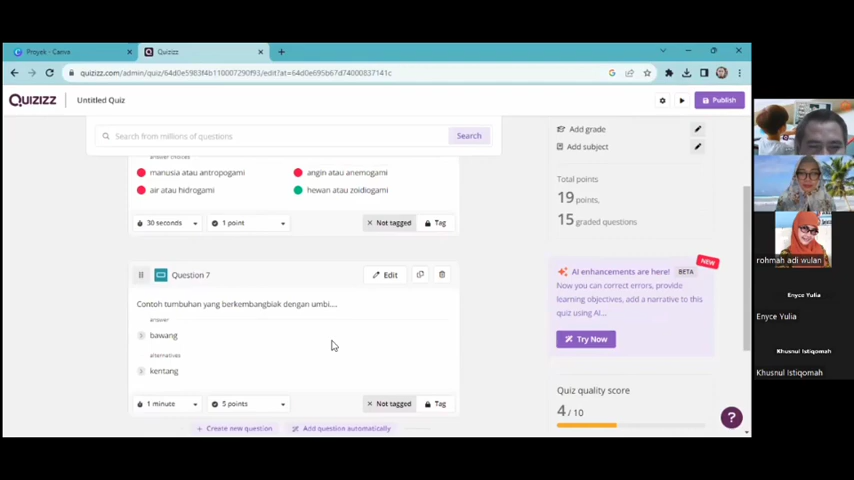 Proyek - Canva
Quizizz
quizizz.com/admin/quiz/64d0e5983f4b110007290f93/edit?at=64d0e695b67d74000837141c
QUIZIZZ
Untitled Quiz
Publish
Search from millions of questions
Search
answer choices
manusia atau antropogami
angin atau anemogami
air atau hidrogami
hewan atau zoidiogami
30 seconds
1 point
Not tagged
Tag
Question 7
Edit
Contoh tumbuhan yang berkembangbiak dengan umbi....
answer
bawang
alternatives
kentang
1 minute
5 points
Not tagged
Tag
+ Create new question
Add question automatically
Add grade
Add subject
Total points
19 points,
15 graded questions
NEW
AI enhancements are here! BETA
Now you can correct errors, provide
learning objectives, add a narrative to this
quiz using AI...
Try Now
Quiz quality score
4 / 10
?
rohmah adi wulan
Enyce Yulia
Enyce Yulia
Khusnul Istiqomah
Khusnul Istiqomah